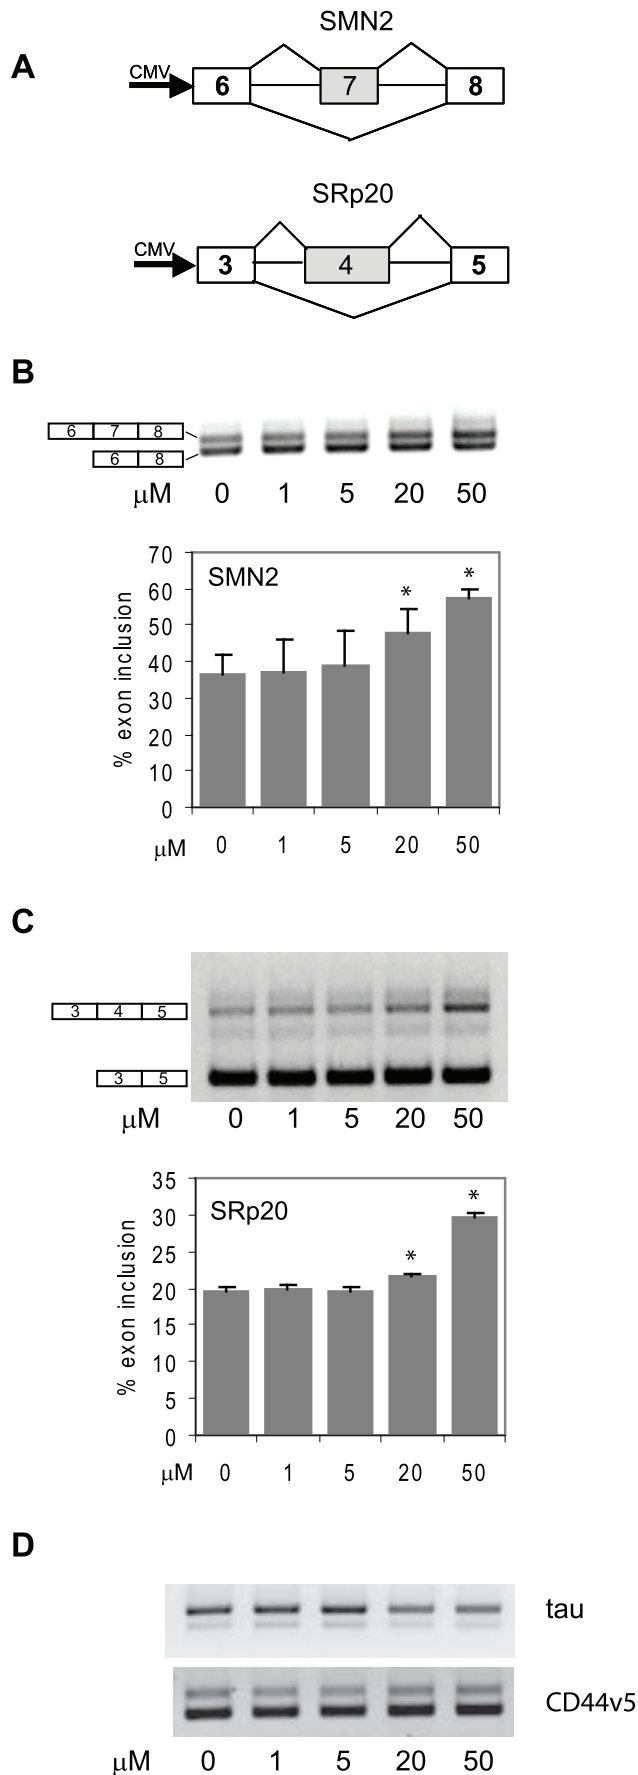 A
SMN2
CMV
6 7 8
SRp20
CMV
3 4 5
B
6 7 8
6 8
μM 0 1 5 20 50
70
60
50
40
30
20
10
0
% exon inclusion
SMN2
* *
μM 0 1 5 20 50
C
3 4 5
3 5
μM 0 1 5 20 50
35
30
25
20
15
10
5
0
% exon inclusion
SRp20
* *
μM 0 1 5 20 50
D
tau
CD44v5
μM 0 1 5 20 50